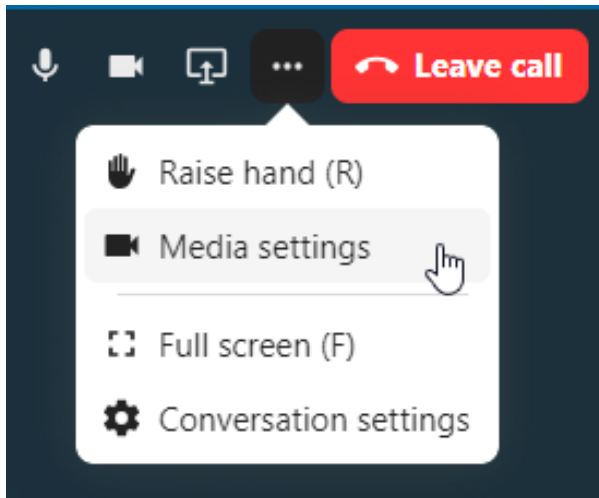 Leave call
Raise hand (R)
Media settings
Full screen (F)
Conversation settings